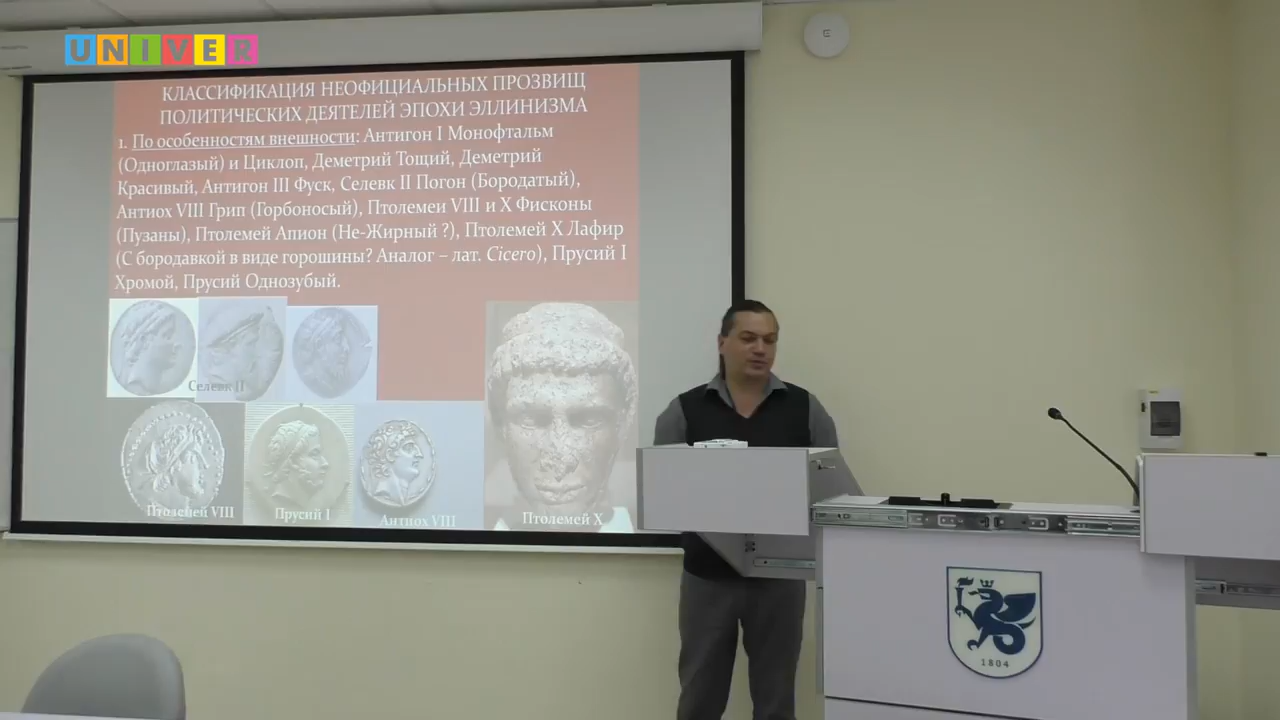 UNIVER
КЛАССИФИКАЦИЯ НЕОФИЦИАЛЬНЫХ ПРОЗВИЩ
ПОЛИТИЧЕСКИХ ДЕЯТЕЛЕЙ ЭПОХИ ЭЛЛИНИЗМА
1. По особенностям внешности: Антигон I Монофтальм
(Одноглазый) и Циклоп, Деметрий Тощий, Деметрий
Красивый, Антигон III Фуск, Селевк II Погон (Бородатый),
Антиох VIII Грип (Горбоносый), Птолемеи VIII и X Фисконы
(Пузаны), Птолемей Апион (Не-Жирный ?), Птолемей X Лафир
(С бородавкой в виде горошины? Аналог – лат. Cicero), Прусий I
Хромой, Прусий Однозубый.
Селевк II
Птолемей VIII
Прусий I
Антиох VIII
Птолемей X
1804